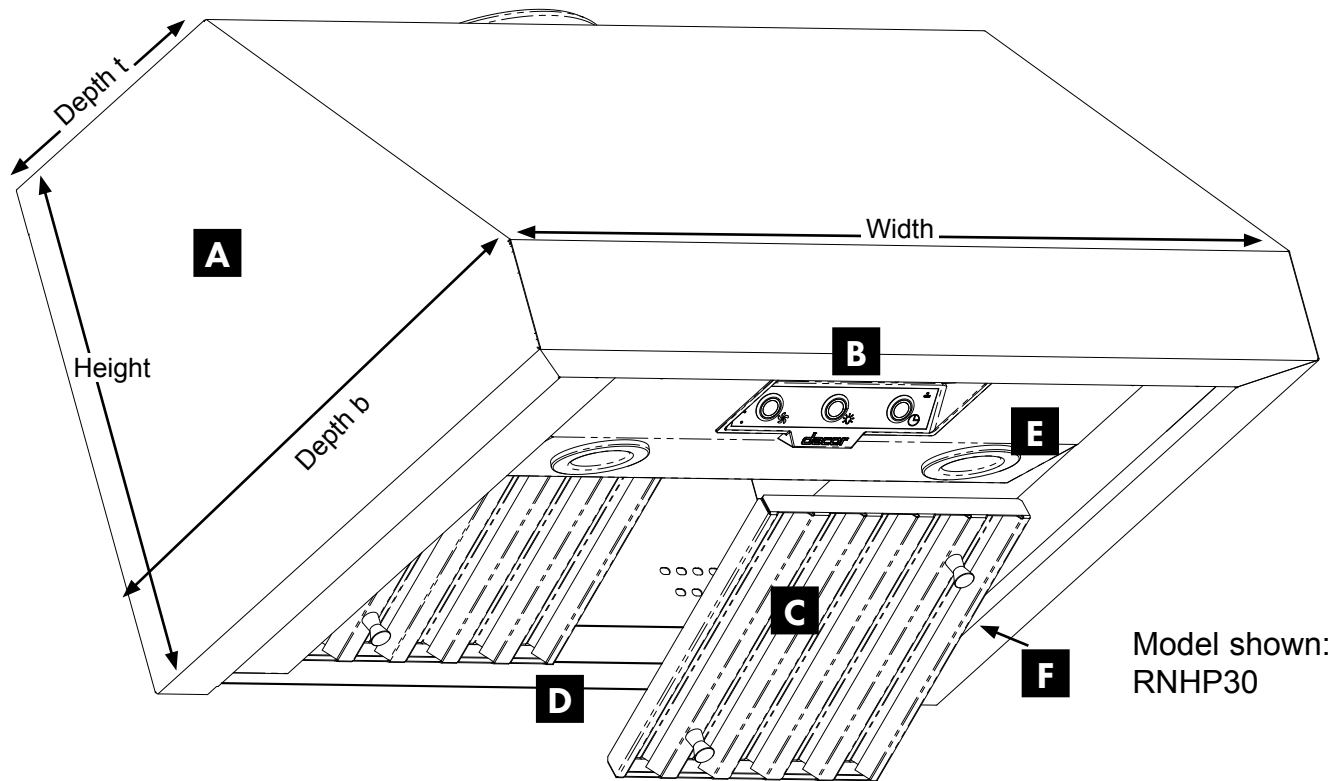 Depth t
A
Width
B
Height
Depth b
dacor
E
C
D
F
Model shown:
RNHP30